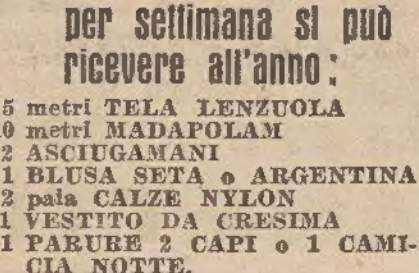 per settimana si può
ricevere all'anno:
5 metri TELA LENZUOLA
0 metri MADAPOLAM
2 ASCIUGAMANI
1 BLUSA SETA o ARGENTINA
2 paia CALZE NYLON
1 VESTITO DA CRESIMA
1 PARURE 2 CAPI o 1 CAMI-
CIA NOTTE.